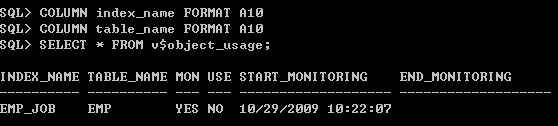 SQL> COLUMN index_name FORMAT A10
SQL> COLUMN table_name FORMAT A10
SQL> SELECT * FROM v$object_usage;
INDEX_NAME TABLE_NAME MON USE START_MONITORING    END_MONITORING
---------- ---------- --- --- ------------------- -------------------
EMP_JOB    EMP        YES NO  10/29/2009 10:22:07